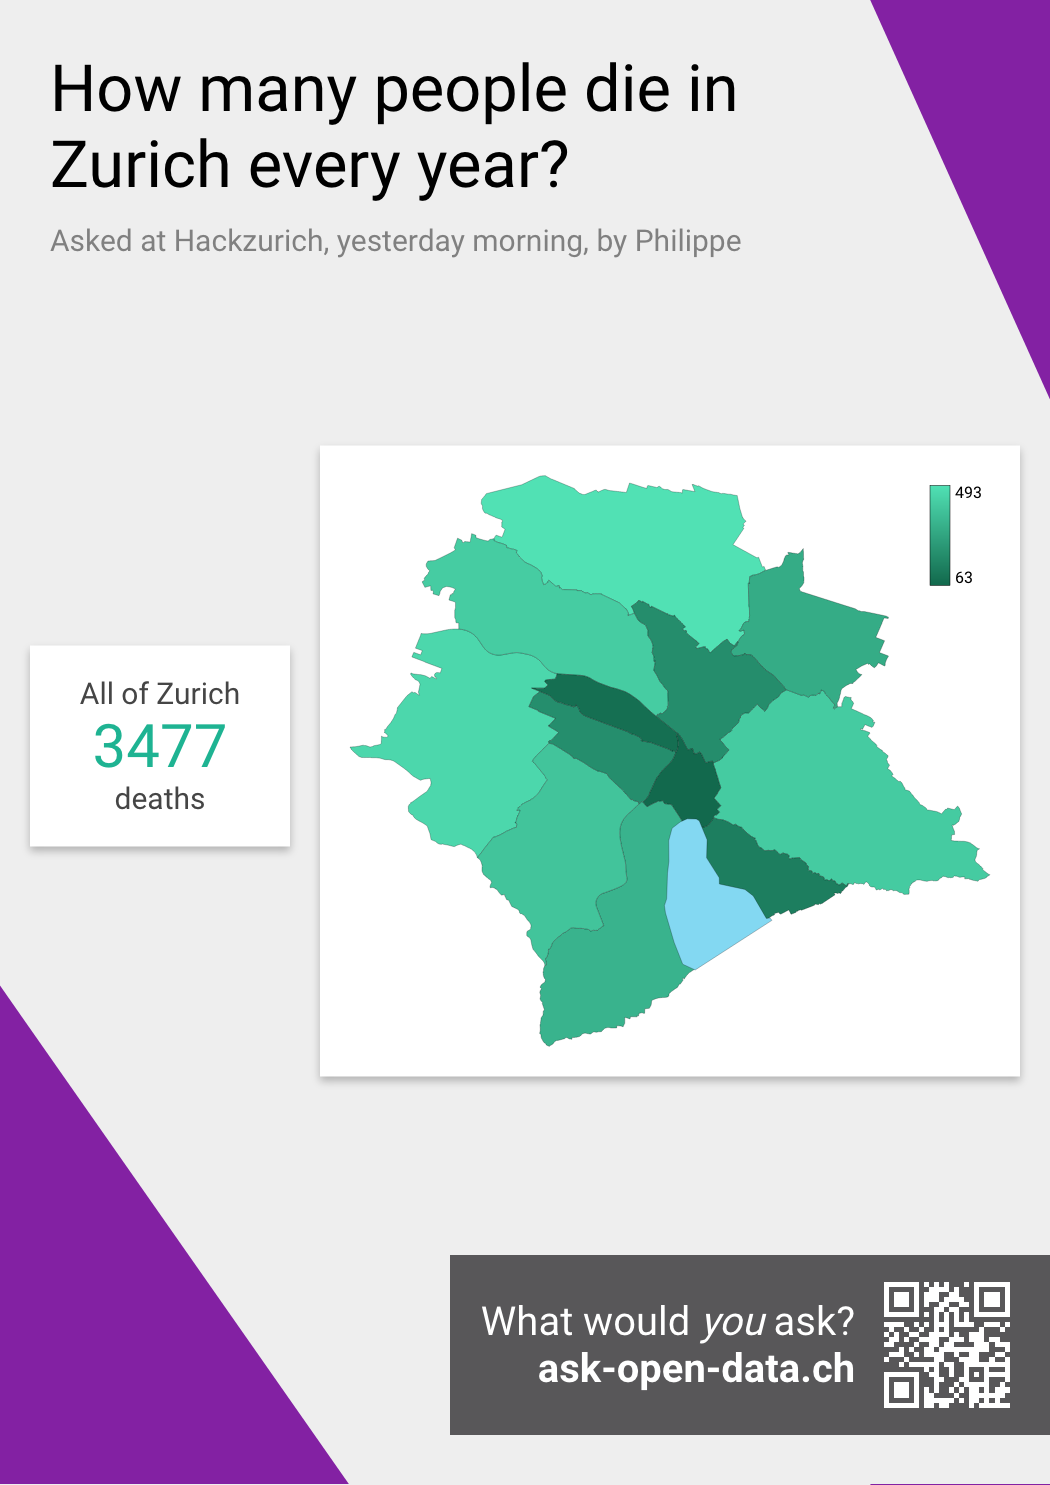 How many people die in
Zurich every year?
Asked at Hackzurich, yesterday morning, by Philippe
493
63
All of Zurich
3477
deaths
What would you ask?
ask-open-data.ch